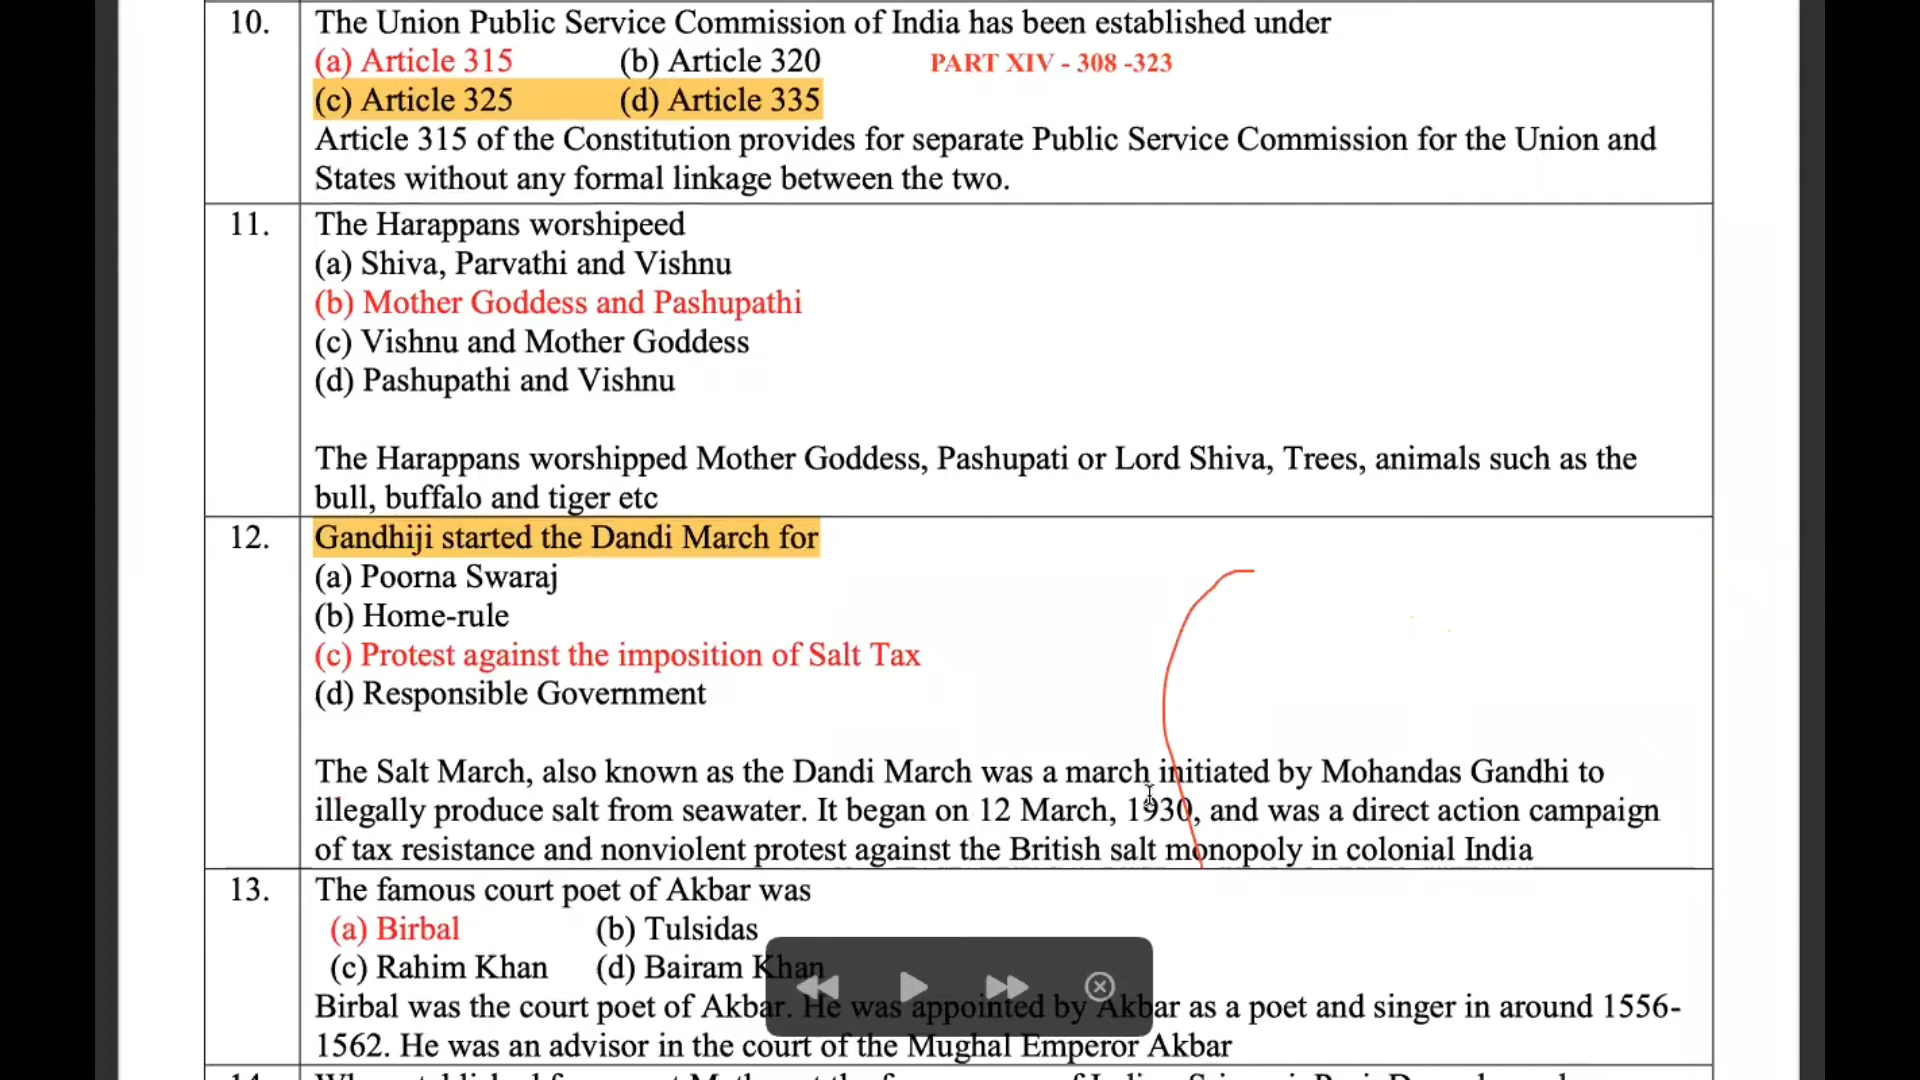 10. The Union Public Service Commission of India has been established under
(a) Article 315 (b) Article 320 PART XIV - 308 -323
(c) Article 325 (d) Article 335
Article 315 of the Constitution provides for separate Public Service Commission for the Union and
States without any formal linkage between the two.
11. The Harappans worshipeed
(a) Shiva, Parvathi and Vishnu
(b) Mother Goddess and Pashupathi
(c) Vishnu and Mother Goddess
(d) Pashupathi and Vishnu
The Harappans worshipped Mother Goddess, Pashupati or Lord Shiva, Trees, animals such as the
bull, buffalo and tiger etc
12. Gandhiji started the Dandi March for
(a) Poorna Swaraj
(b) Home-rule
(c) Protest against the imposition of Salt Tax
(d) Responsible Government
The Salt March, also known as the Dandi March was a march initiated by Mohandas Gandhi to
illegally produce salt from seawater. It began on 12 March, 1930, and was a direct action campaign
of tax resistance and nonviolent protest against the British salt monopoly in colonial India
13. The famous court poet of Akbar was
(a) Birbal (b) Tulsidas
(c) Rahim Khan (d) Bairam Khan
Birbal was the court poet of Akbar. He was appointed by Akbar as a poet and singer in around 1556-
1562. He was an advisor in the court of the Mughal Emperor Akbar